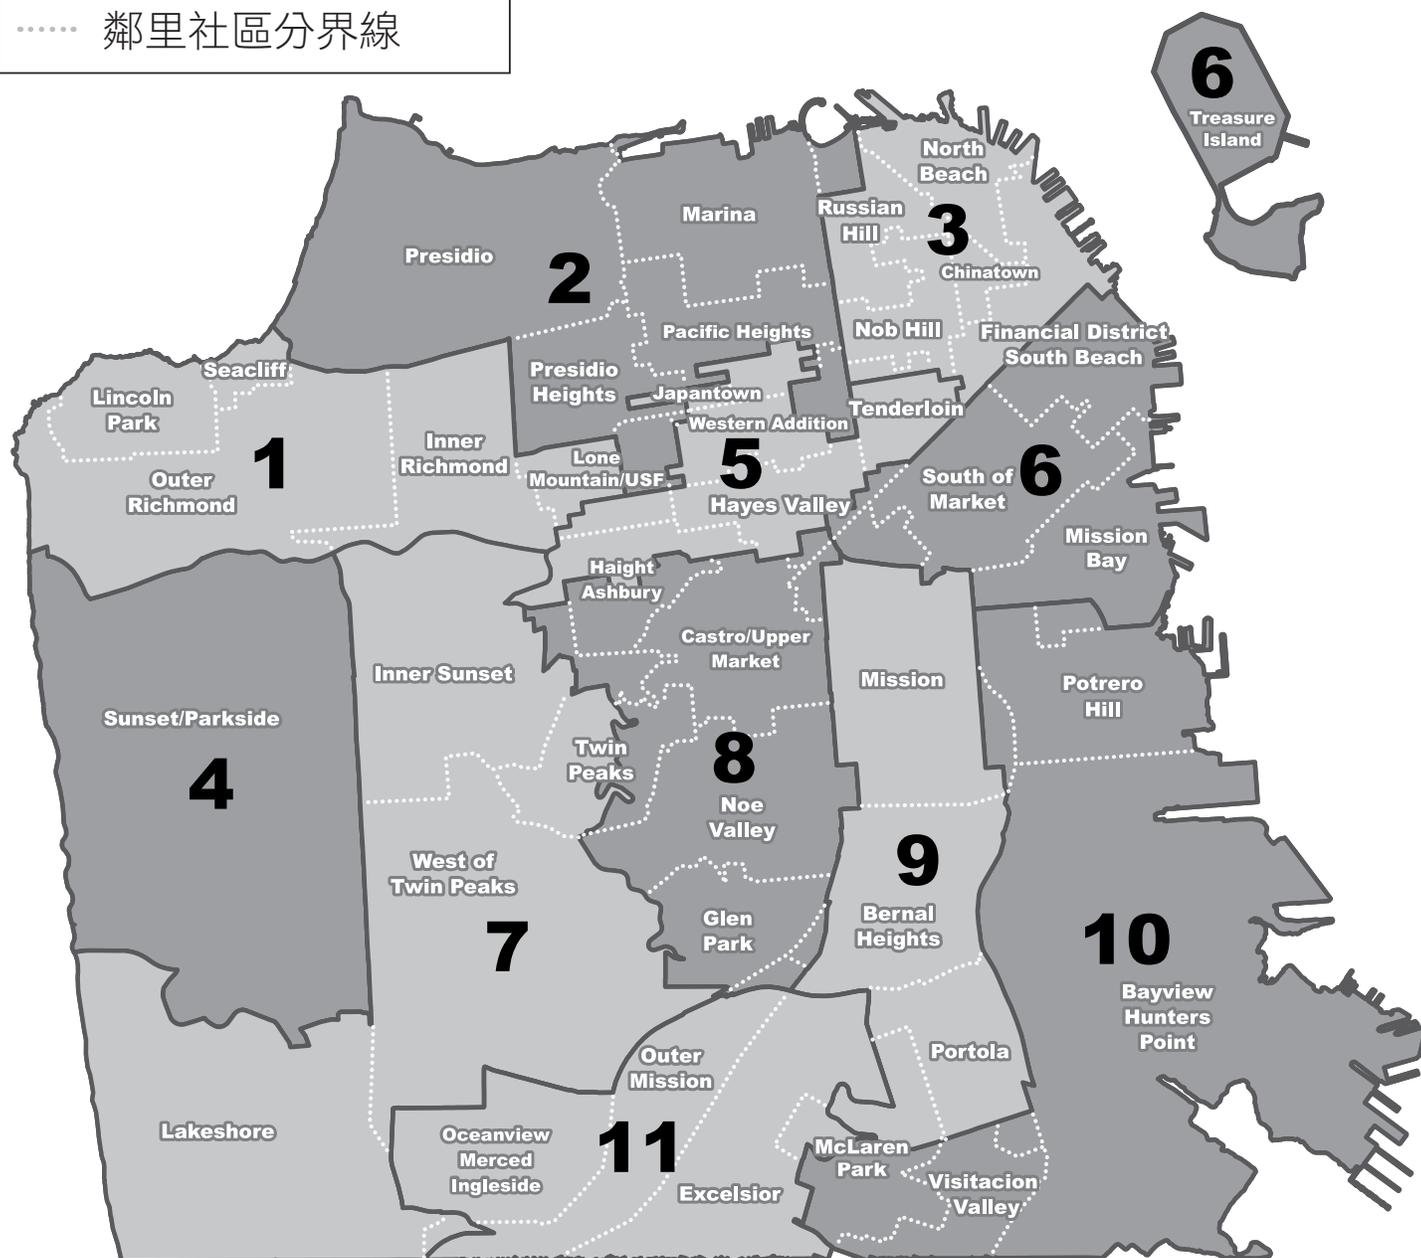 鄰里社區分界線
6
Treasure
Island
North
Beach
Marina
Russian
Hill
3
Presidio
2
Chinatown
Pacific Heights
Nob Hill
Financial District
South Beach
Seacliff
Presidio
Heights
Lincoln
Park
Japantown
Tenderloin
Western Addition
1
Inner
Richmond
Lone
Mountain/USF
5
6
Outer
Richmond
South of
Market
Hayes Valley
Mission
Bay
Haight
Ashbury
Castro/Upper
Market
Inner Sunset
Mission
Potrero
Hill
Sunset/Parkside
Twin
Peaks
4
8
Noe
Valley
West of
Twin Peaks
9
Glen
Park
Bernal
Heights
7
10
Bayview
Hunters
Point
Outer
Mission
Portola
Lakeshore
Oceanview
Merced
Ingleside
11
McLaren
Park
Excelsior
Visitacion
Valley